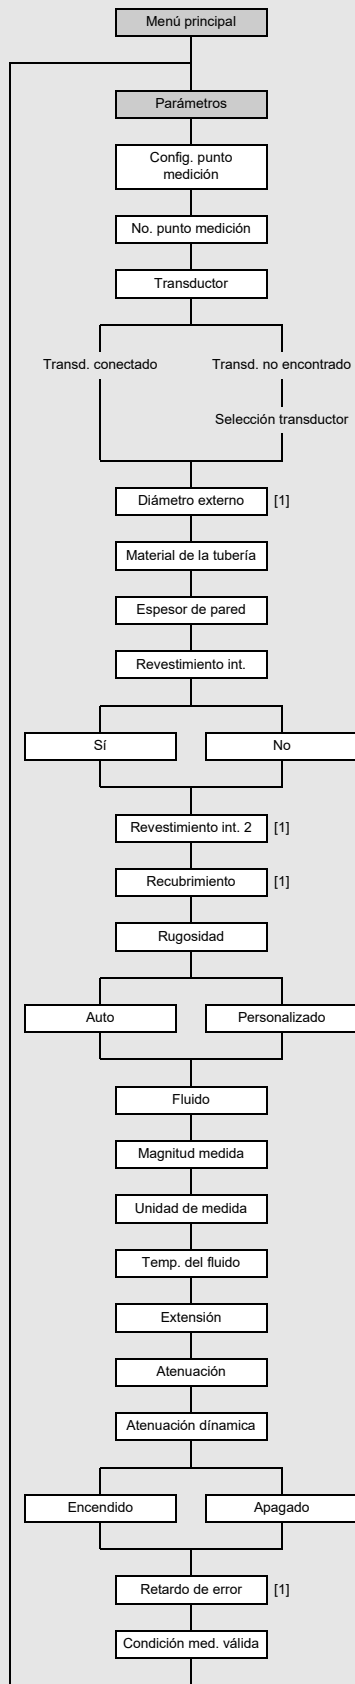 Menú principal
Parámetros
Config. punto
medición
No. punto medición
Transductor
Transd. conectado
Transd. no encontrado
Selección transductor
Diámetro externo [1]
Material de la tubería
Espesor de pared
Revestimiento int.
Sí
No
Revestimiento int. 2 [1]
Recubrimiento [1]
Rugosidad
Auto
Personalizado
Fluido
Magnitud medida
Unidad de medida
Temp. del fluido
Extensión
Atenuación
Atenuación dínamica
Encendido
Apagado
Retardo de error [1]
Condición med. válida